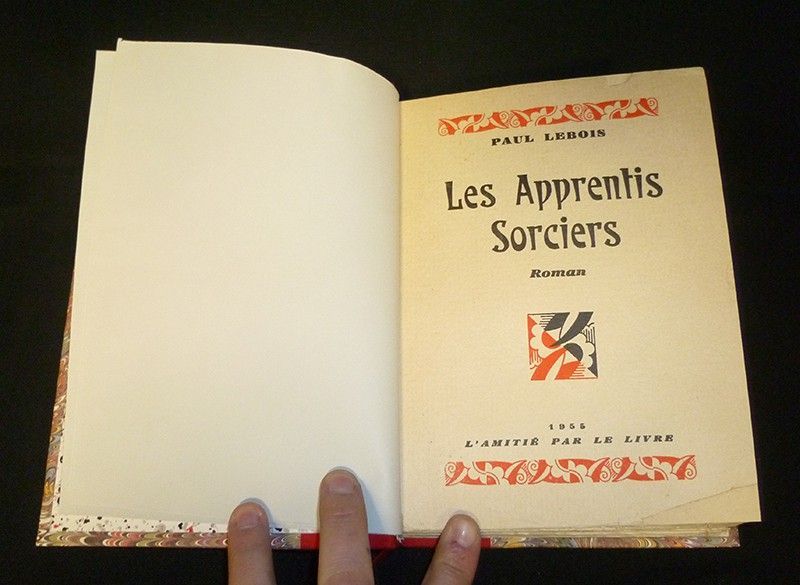 PAUL LEBOIS
Les Apprentis
Sorciers
Roman
1955
L'AMITIÉ PAR LE LIVRE